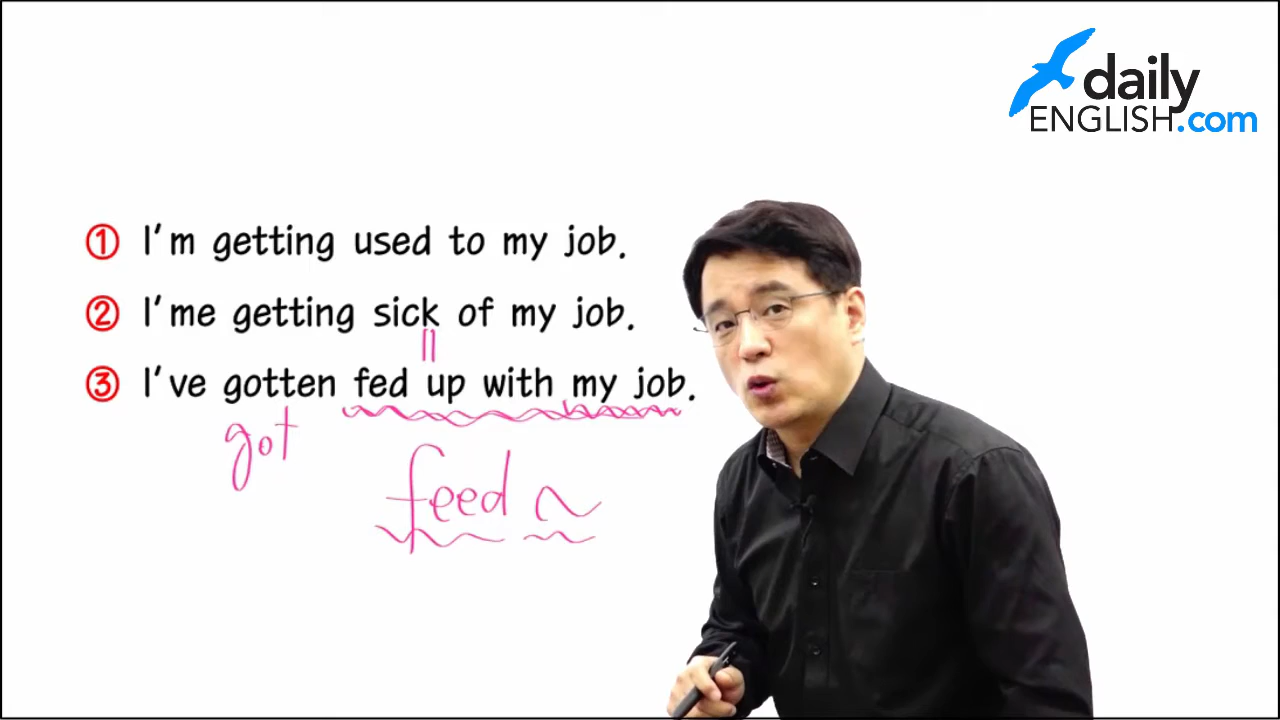 daily
ENGLISH.com
① I'm getting used to my job.
② I'me getting sick of my job.
③ I've gotten fed up with my job.
got
feed ~